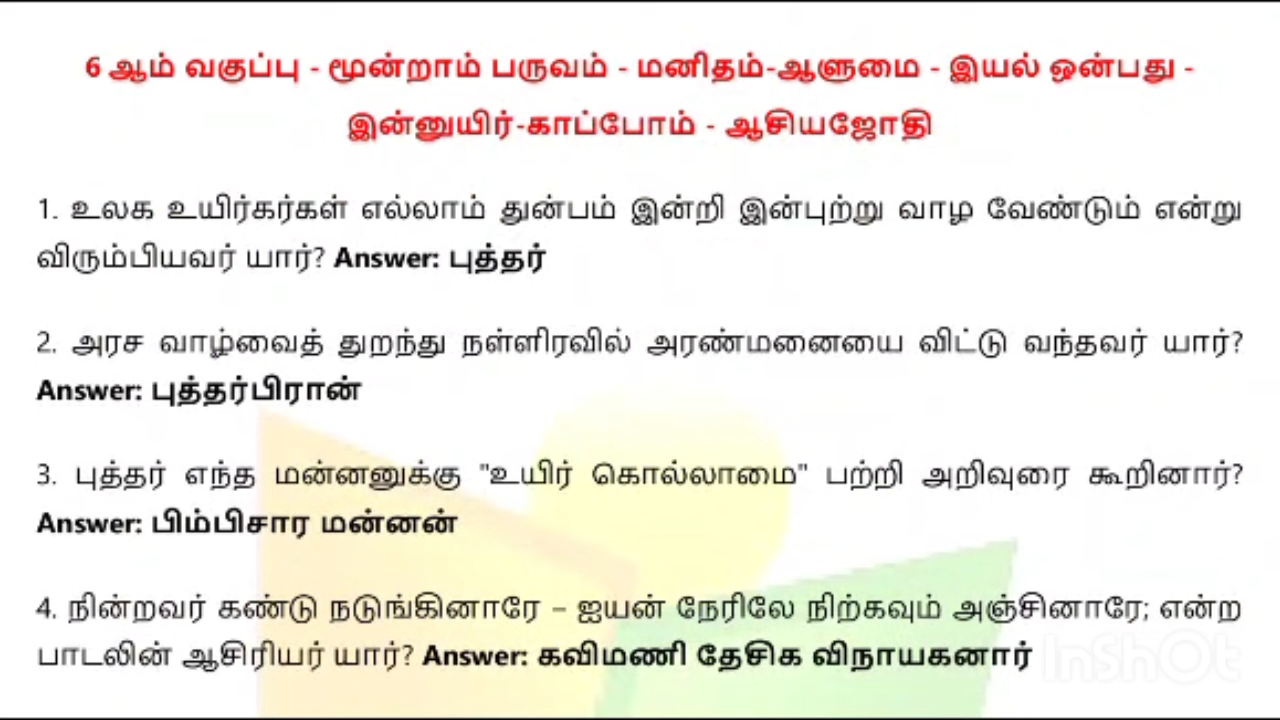 6 ஆம் வகுப்பு - மூன்றாம் பருவம் - மனிதம்-ஆளுமை - இயல் ஒன்பது -
இன்னுயிர்-காப்போம் - ஆசியஜோதி
1. உலக உயிர்கர்கள் எல்லாம் துன்பம் இன்றி இன்புற்று வாழ வேண்டும் என்று
விரும்பியவர் யார்? Answer: புத்தர்
2. அரச வாழ்வைத் துறந்து நள்ளிரவில் அரண்மனையை விட்டு வந்தவர் யார்?
Answer: புத்தர்பிரான்
3. புத்தர் எந்த மன்னனுக்கு "உயிர் கொல்லாமை" பற்றி அறிவுரை கூறினார்?
Answer: பிம்பிசார மன்னன்
4. நின்றவர் கண்டு நடுங்கினாரே – ஐயன் நேரிலே நிற்கவும் அஞ்சினாரே; என்ற
பாடலின் ஆசிரியர் யார்? Answer: கவிமணி தேசிக விநாயகனார்
InShOt